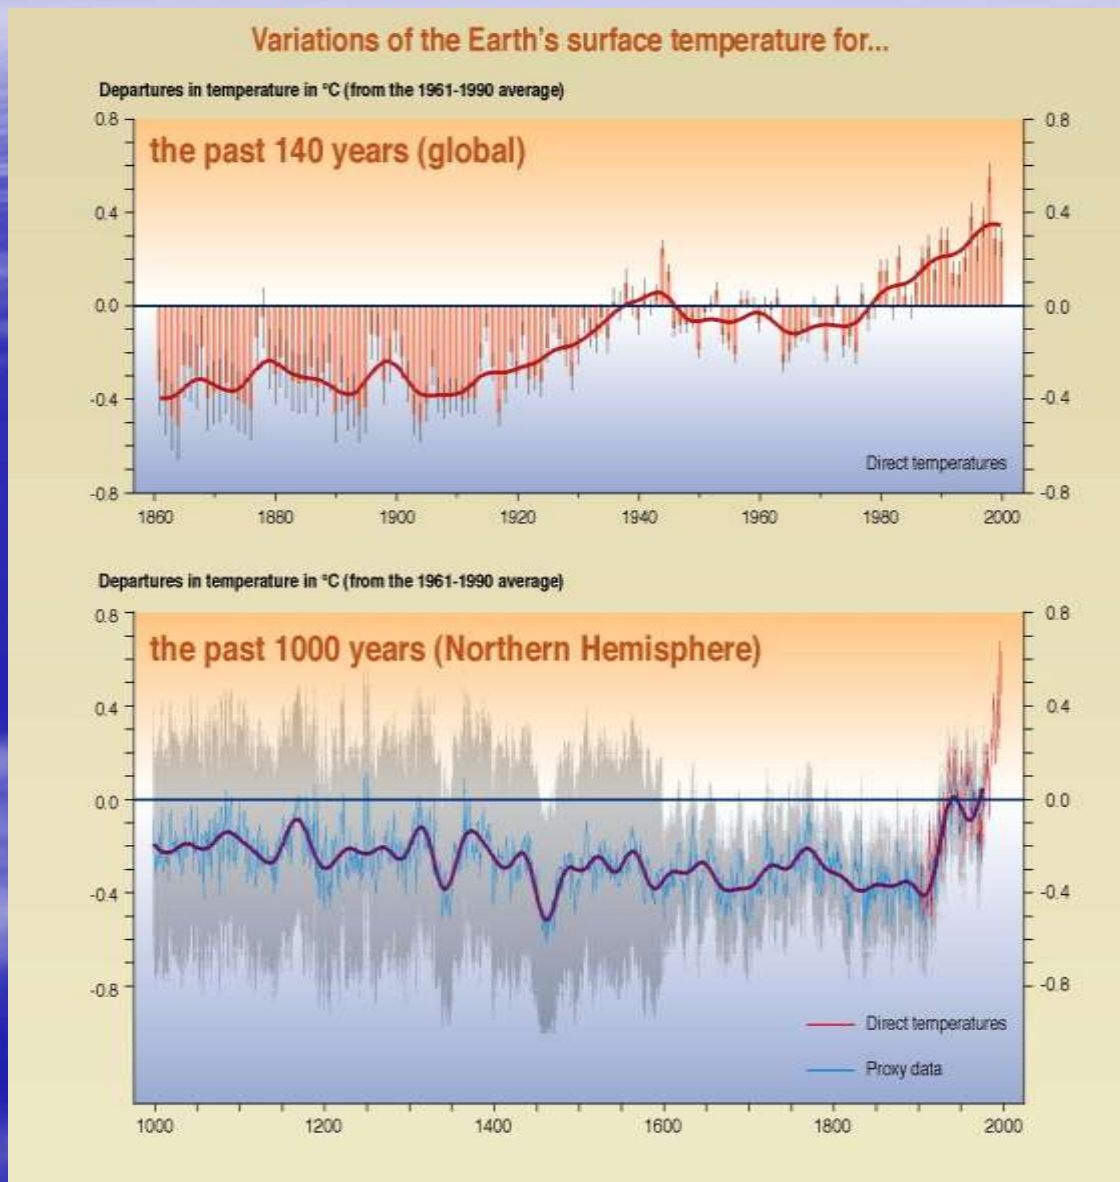 Variations of the Earth's surface temperature for...
Departures in temperature in °C (from the 1961-1990 average)
the past 140 years (global)
0.8
0.4
0.0
-0.4
-0.8
0.8
0.4
0.0
-0.4
-0.8
Direct temperatures
1860 1880 1900 1920 1940 1960 1980 2000
Departures in temperature in °C (from the 1961-1990 average)
the past 1000 years (Northern Hemisphere)
0.8
0.4
0.0
-0.4
-0.8
0.8
0.4
0.0
-0.4
-0.8
Direct temperatures
Proxy data
1000 1200 1400 1600 1800 2000